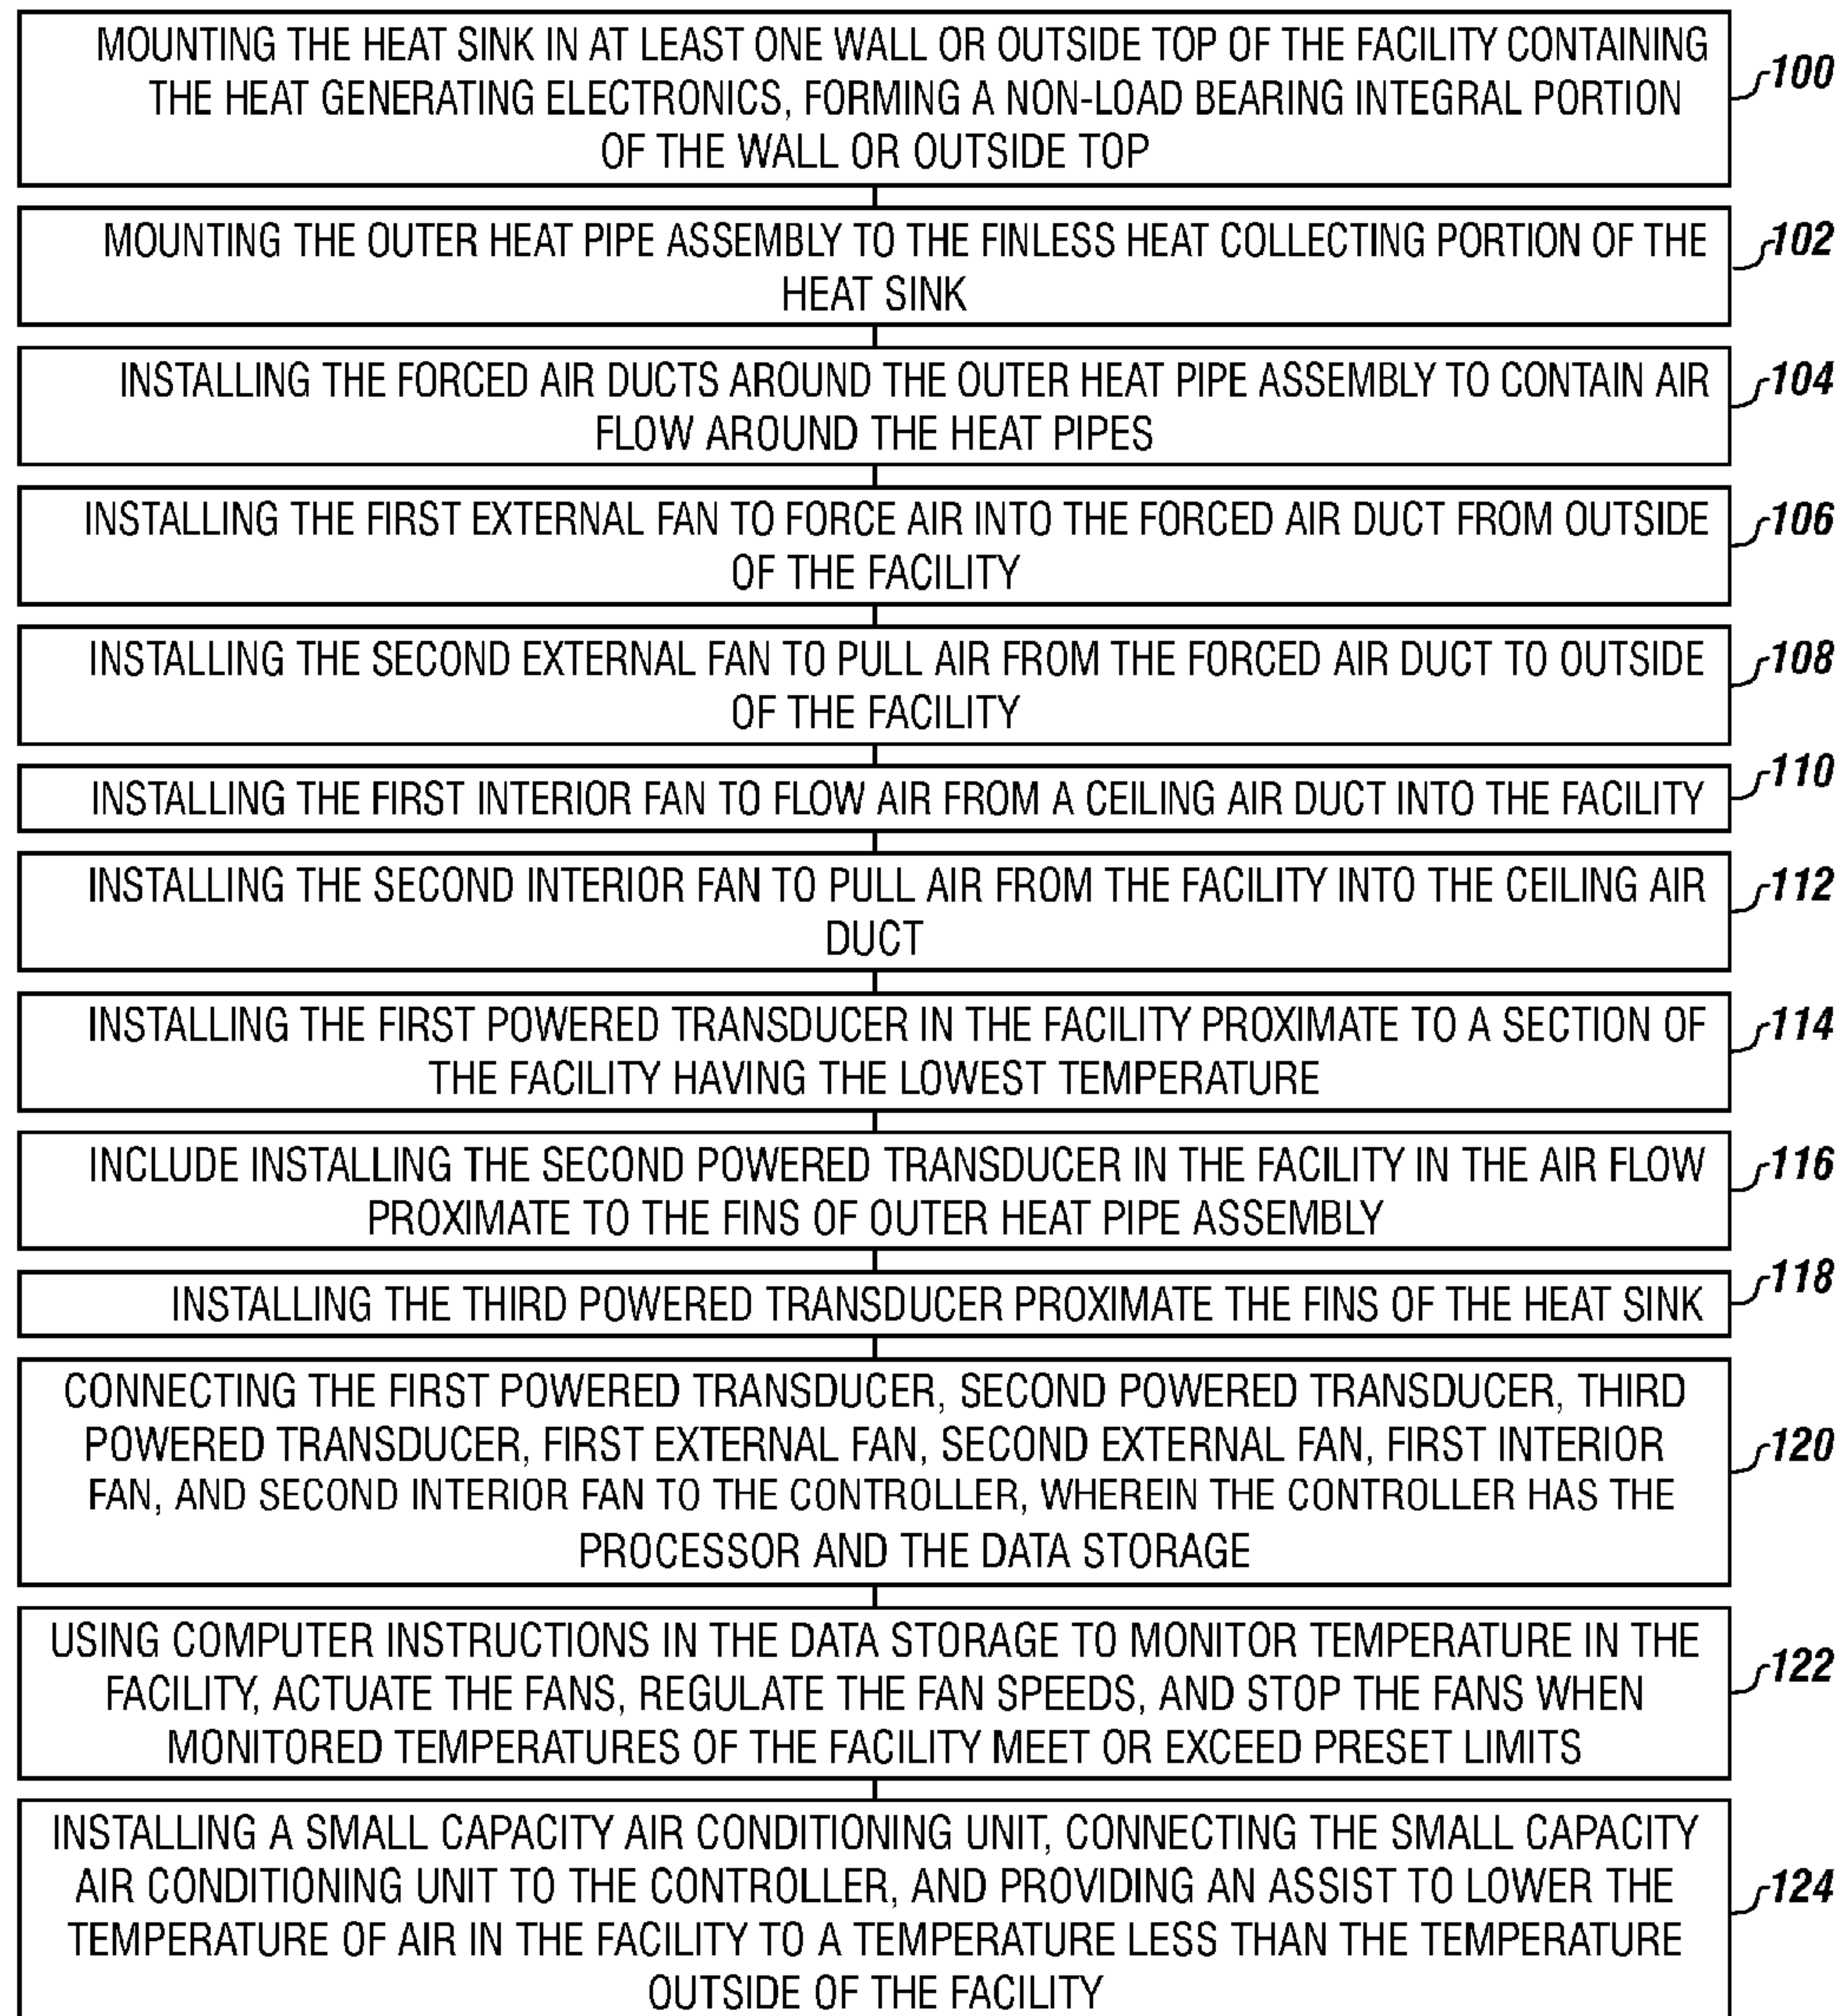 MOUNTING THE HEAT SINK IN AT LEAST ONE WALL OR OUTSIDE TOP OF THE FACILITY CONTAINING
THE HEAT GENERATING ELECTRONICS, FORMING A NON-LOAD BEARING INTEGRAL PORTION
OF THE WALL OR OUTSIDE TOP
100
MOUNTING THE OUTER HEAT PIPE ASSEMBLY TO THE FINLESS HEAT COLLECTING PORTION OF THE
HEAT SINK
102
INSTALLING THE FORCED AIR DUCTS AROUND THE OUTER HEAT PIPE ASSEMBLY TO CONTAIN AIR
FLOW AROUND THE HEAT PIPES
104
INSTALLING THE FIRST EXTERNAL FAN TO FORCE AIR INTO THE FORCED AIR DUCT FROM OUTSIDE
OF THE FACILITY
106
INSTALLING THE SECOND EXTERNAL FAN TO PULL AIR FROM THE FORCED AIR DUCT TO OUTSIDE
OF THE FACILITY
108
INSTALLING THE FIRST INTERIOR FAN TO FLOW AIR FROM A CEILING AIR DUCT INTO THE FACILITY
110
INSTALLING THE SECOND INTERIOR FAN TO PULL AIR FROM THE FACILITY INTO THE CEILING AIR
DUCT
112
INSTALLING THE FIRST POWERED TRANSDUCER IN THE FACILITY PROXIMATE TO A SECTION OF
THE FACILITY HAVING THE LOWEST TEMPERATURE
114
INCLUDE INSTALLING THE SECOND POWERED TRANSDUCER IN THE FACILITY IN THE AIR FLOW
PROXIMATE TO THE FINS OF OUTER HEAT PIPE ASSEMBLY
116
INSTALLING THE THIRD POWERED TRANSDUCER PROXIMATE THE FINS OF THE HEAT SINK
118
CONNECTING THE FIRST POWERED TRANSDUCER, SECOND POWERED TRANSDUCER, THIRD
POWERED TRANSDUCER, FIRST EXTERNAL FAN, SECOND EXTERNAL FAN, FIRST INTERIOR
FAN, AND SECOND INTERIOR FAN TO THE CONTROLLER, WHEREIN THE CONTROLLER HAS THE
PROCESSOR AND THE DATA STORAGE
120
USING COMPUTER INSTRUCTIONS IN THE DATA STORAGE TO MONITOR TEMPERATURE IN THE
FACILITY, ACTUATE THE FANS, REGULATE THE FAN SPEEDS, AND STOP THE FANS WHEN
MONITORED TEMPERATURES OF THE FACILITY MEET OR EXCEED PRESET LIMITS
122
INSTALLING A SMALL CAPACITY AIR CONDITIONING UNIT, CONNECTING THE SMALL CAPACITY
AIR CONDITIONING UNIT TO THE CONTROLLER, AND PROVIDING AN ASSIST TO LOWER THE
TEMPERATURE OF AIR IN THE FACILITY TO A TEMPERATURE LESS THAN THE TEMPERATURE
OUTSIDE OF THE FACILITY
124